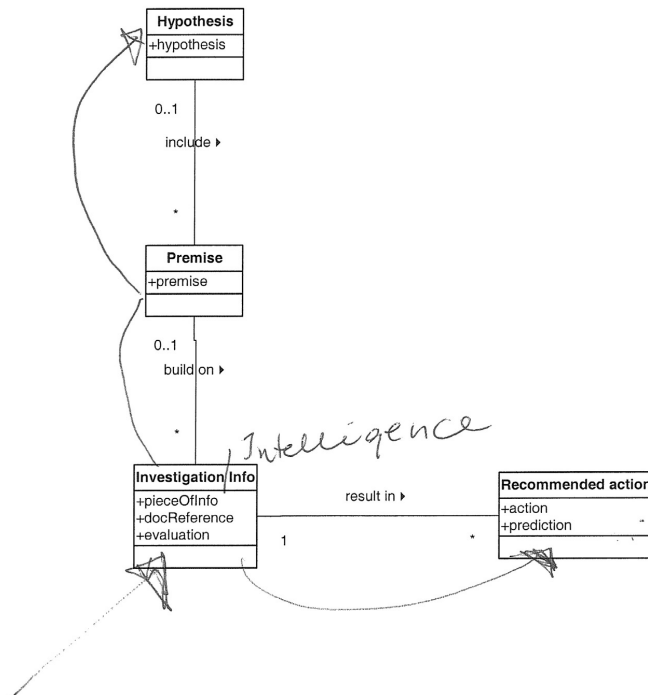 Hypothesis
+hypothesis
0..1
include ▶
*
Premise
+premise
0..1
build on ▶
*
Intelligence
Investigation Info
+pieceOfInfo
+docReference
+evaluation
result in ▶
1
*
Recommended action
+action
+prediction